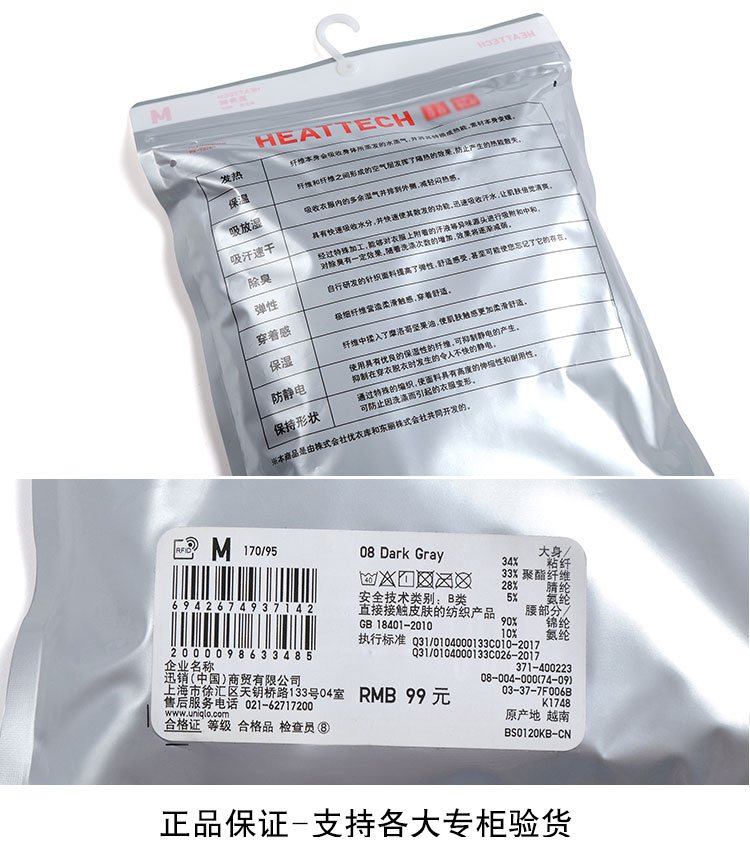 HEATTECH
HEATTECH
M
HEATTECH
发热
纤维本身会吸收身体所蒸发的水蒸气,并将其转换成热能,素材本身变暖。
保温
纤维和纤维之间形成的空气层发挥了隔热的效果,防止产生的热能散失。
吸放湿
吸收衣服内的多余湿气并排到外侧,减轻闷热感。
吸汗速干
具有快速吸收水分,并快速使其散发的功能,迅速吸收汗水,让肌肤倍觉清爽。
除臭
经过特殊加工,能够对衣服上附着的汗液等异味源头进行吸附和中和,
对除臭有一定效果,随着洗涤次数的增加,效果将逐渐减弱。
弹性
自行研发的针织面料提高了弹性,舒适感受,甚至可能使您忘记了它的存在。
穿着感
极细纤维营造柔滑触感,穿着舒适。
保湿
纤维中揉入了摩洛哥坚果油,使肌肤触感更加柔滑舒适。
防静电
使用具有优良的保湿性的纤维,可抑制静电的产生。
抑制在穿衣脱衣时发生的令人不快的静电。
保持形状
通过特殊的编织,使面料具有高度的伸缩性和耐用性。
可防止因洗涤而引起的衣服变形。
※本商品是由株式会社优衣库和东丽株式会社共同开发的。
RFID
M 170/95
6942674937142
2000098633485
企业名称
迅销(中国)商贸有限公司
上海市徐汇区天钥桥路133号04室
售后服务电话 021-62717200
www.uniqlo.com
合格证 等级 合格品 检查员⑧
08 Dark Gray
40
安全技术类别: B类
直接接触皮肤的纺织产品
GB 18401-2010
执行标准 Q31/0104000133C010-2017
Q31/0104000133C026-2017
RMB 99 元
大身/
34% 粘纤
33% 聚酯纤维
28% 腈纶
5% 氨纶
腰部分/
90% 锦纶
10% 氨纶
371-400223
08-004-000(74-09)
03-37-7F006B
K1748
原产地 越南
BS0120KB-CN
正品保证-支持各大专柜验货